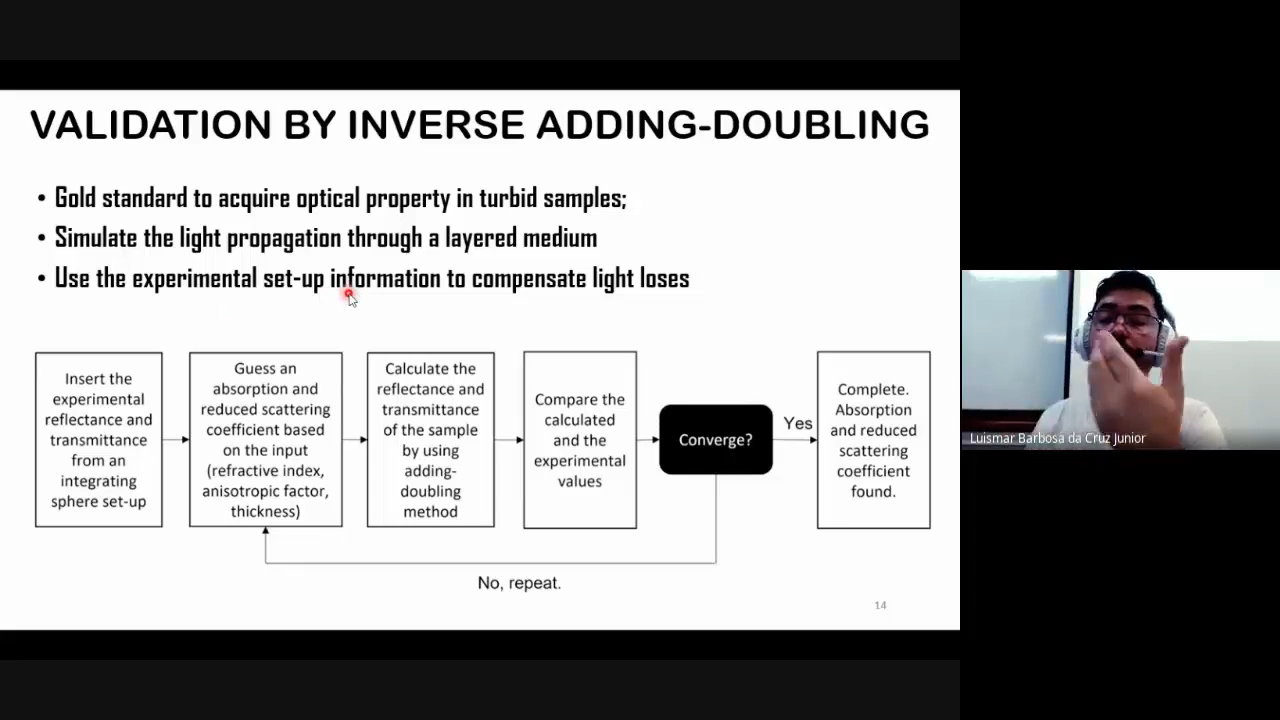 VALIDATION BY INVERSE ADDING-DOUBLING
• Gold standard to acquire optical property in turbid samples;
• Simulate the light propagation through a layered medium
• Use the experimental set-up information to compensate light loses
Insert the
experimental
reflectance and
transmittance
from an
integrating
sphere set-up
Guess an
absorption and
reduced scattering
coefficient based
on the input
(refractive index,
anisotropic factor,
thickness)
Calculate the
reflectance and
transmittance
of the sample
by using
adding-
doubling
method
Compare the
calculated
and the
experimental
values
Converge?
Yes
Complete.
Absorption
and reduced
scattering
coefficient
found.
No, repeat.
14
Luismar Barbosa da Cruz Junior